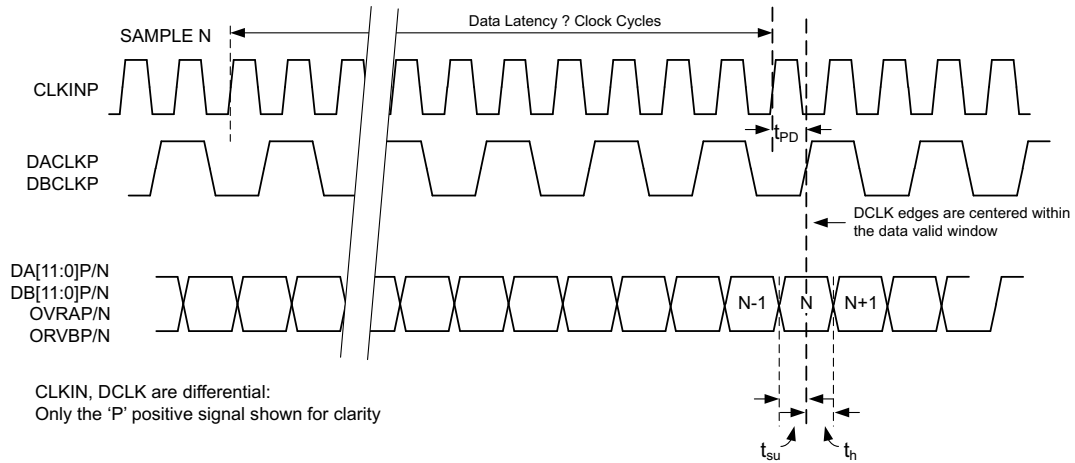 Data Latency ? Clock Cycles
SAMPLE N
CLKINP
tPD
DACLKP
DBCLKP
DCLK edges are centered within
the data valid window
DA[11:0]P/N
DB[11:0]P/N
OVRAP/N
ORVBP/N
N-1 N N+1
CLKIN, DCLK are differential:
Only the ‘P’ positive signal shown for clarity
tsu th